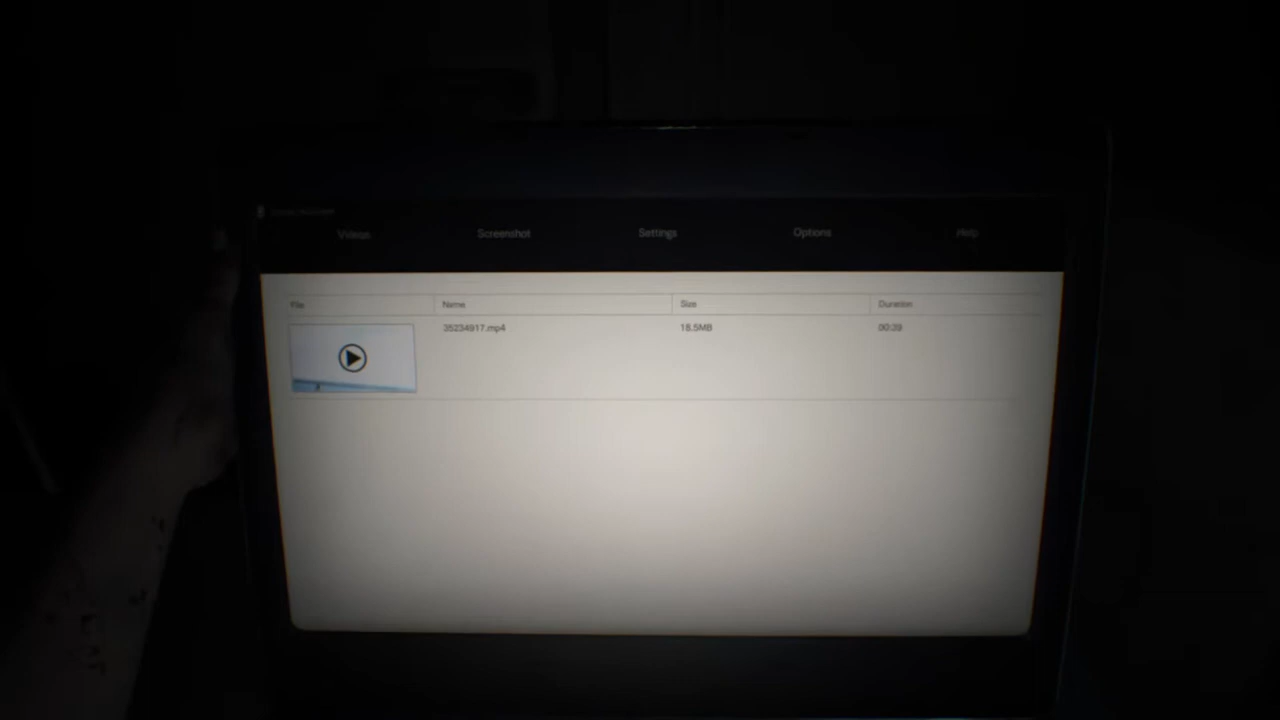 Videos Screenshot Settings Options Help
File Name Size Duration
35234917.mp4 18.5MB 00:39